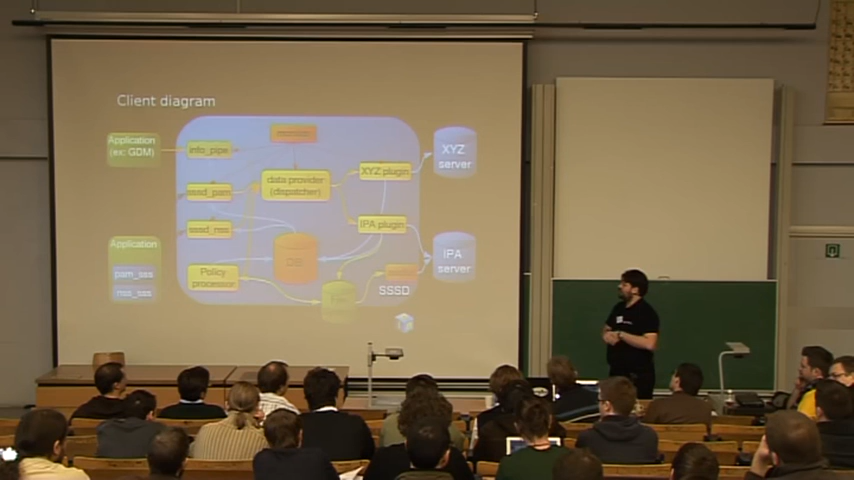 Client diagram
Application
(ex: GDM)
info_pipe
XYZ plugin
XYZ
server
data provider
(dispatcher)
sssd_pam
sssd_nss
IPA plugin
Application
pam_sss
nss_sss
DB
IPA
server
Policy
processor
SSSD